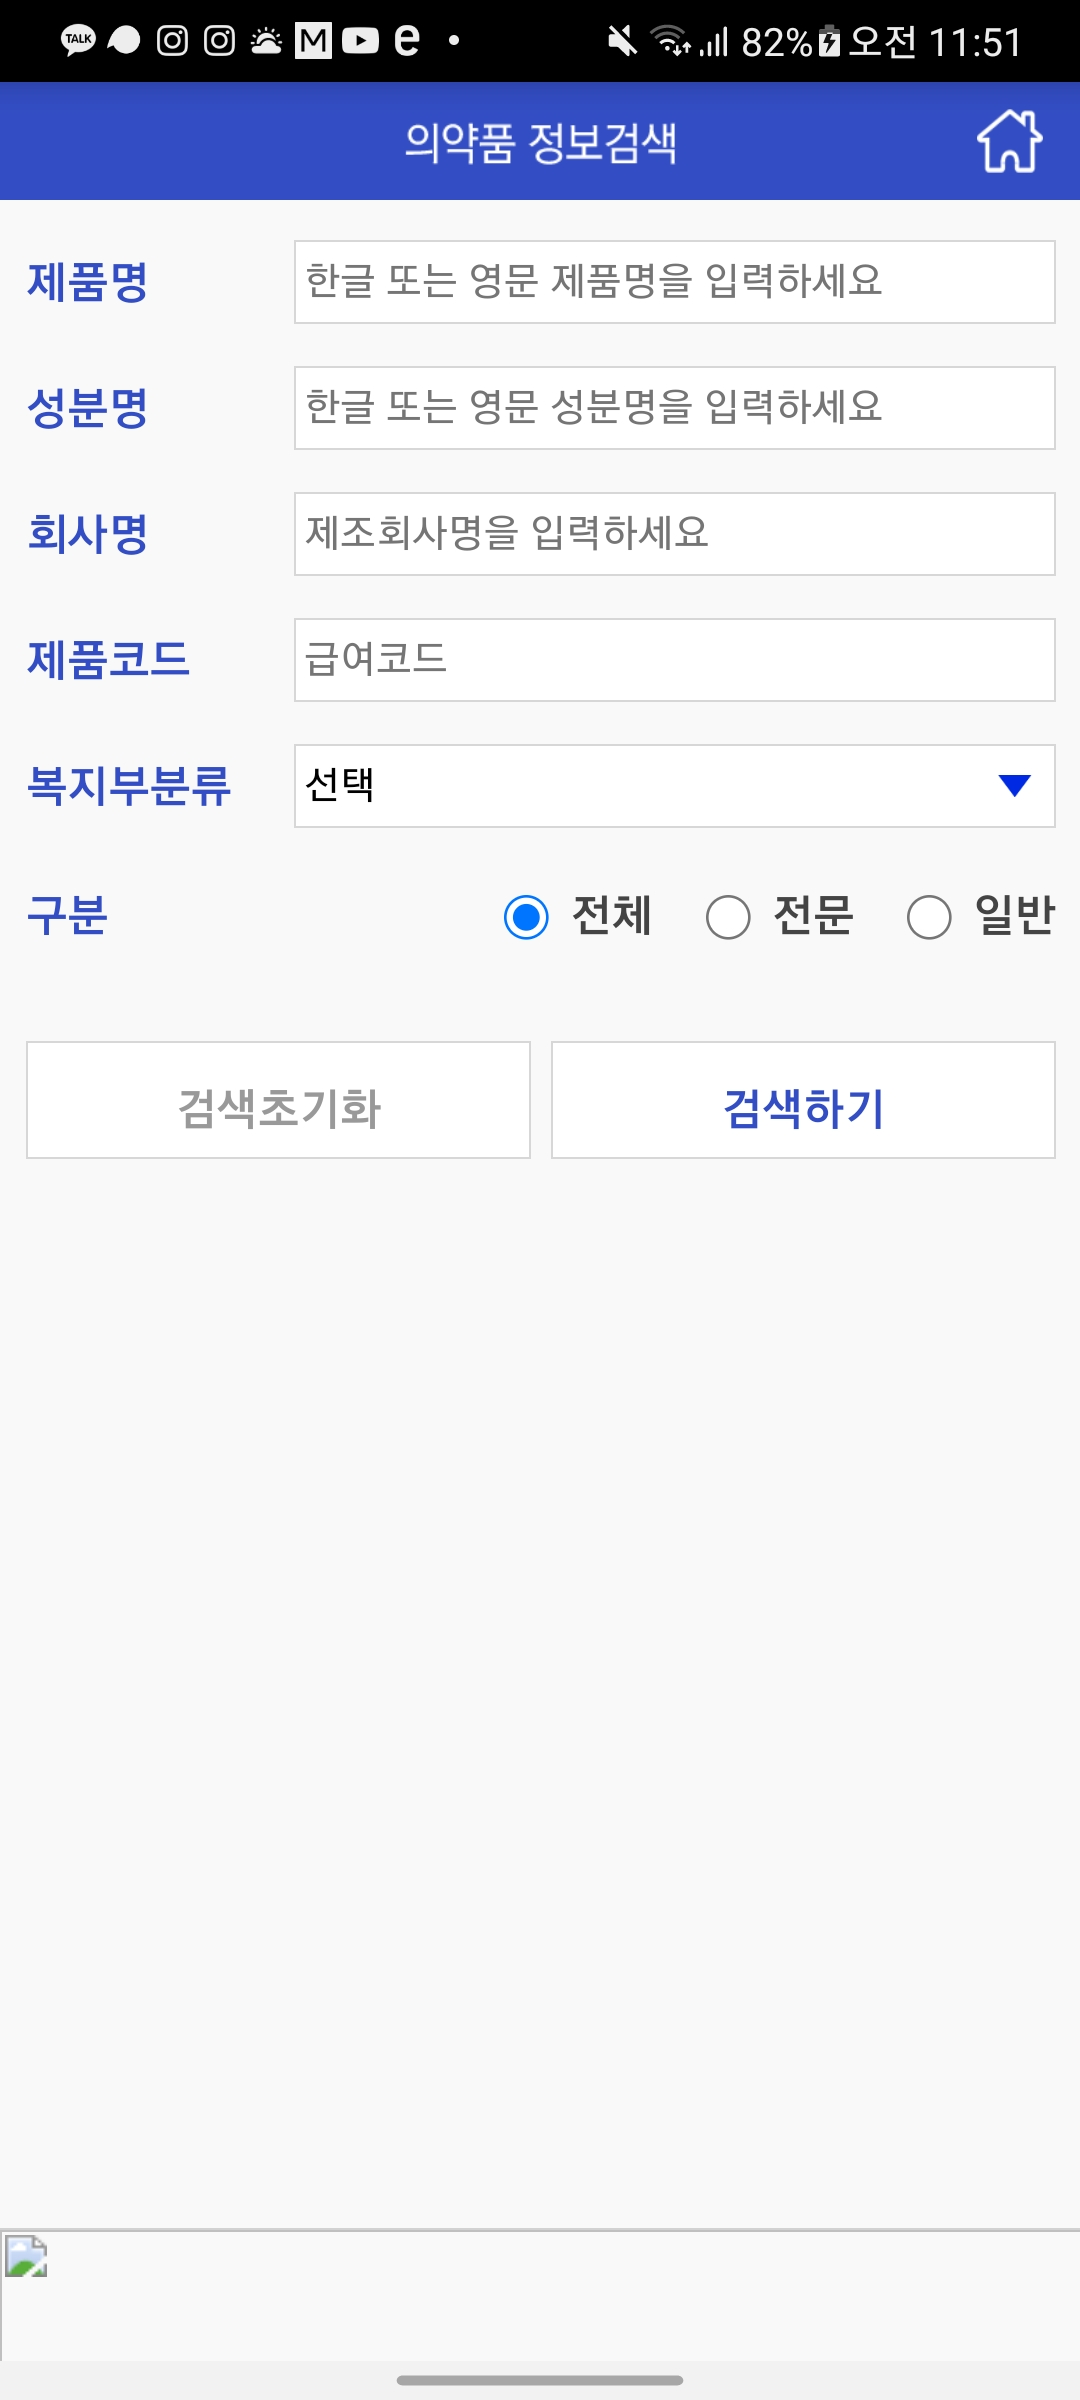 TALK M e 82% 오전 11:51
의약품 정보검색
제품명 한글 또는 영문 제품명을 입력하세요
성분명 한글 또는 영문 성분명을 입력하세요
회사명 제조회사명을 입력하세요
제품코드 급여코드
복지부분류 선택
구분 전체 전문 일반
검색초기화 검색하기